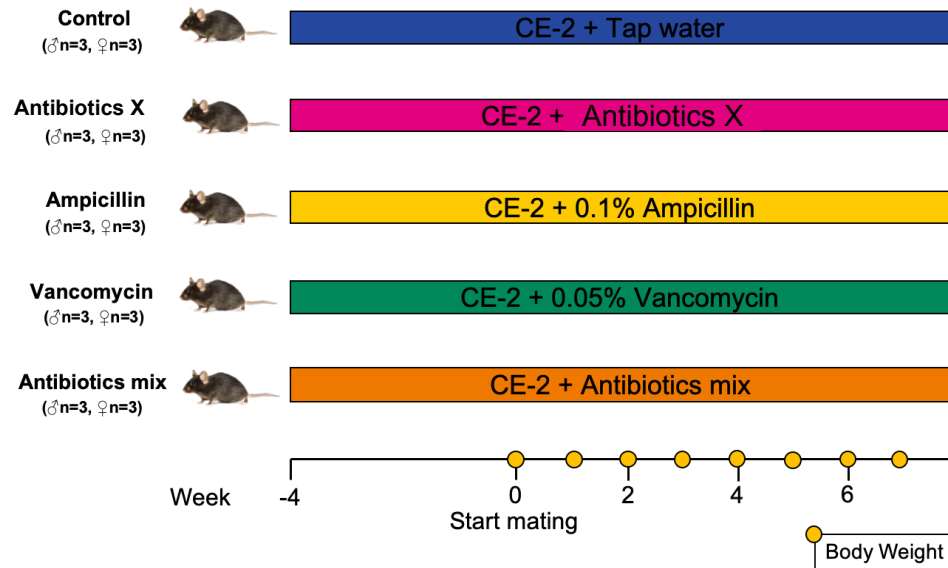 Control
(♂n=3, ♀n=3)
CE-2 + Tap water
Antibiotics X
(♂n=3, ♀n=3)
CE-2 + Antibiotics X
Ampicillin
(♂n=3, ♀n=3)
CE-2 + 0.1% Ampicillin
Vancomycin
(♂n=3, ♀n=3)
CE-2 + 0.05% Vancomycin
Antibiotics mix
(♂n=3, ♀n=3)
CE-2 + Antibiotics mix
Week -4 0 2 4 6
Start mating
Body Weight